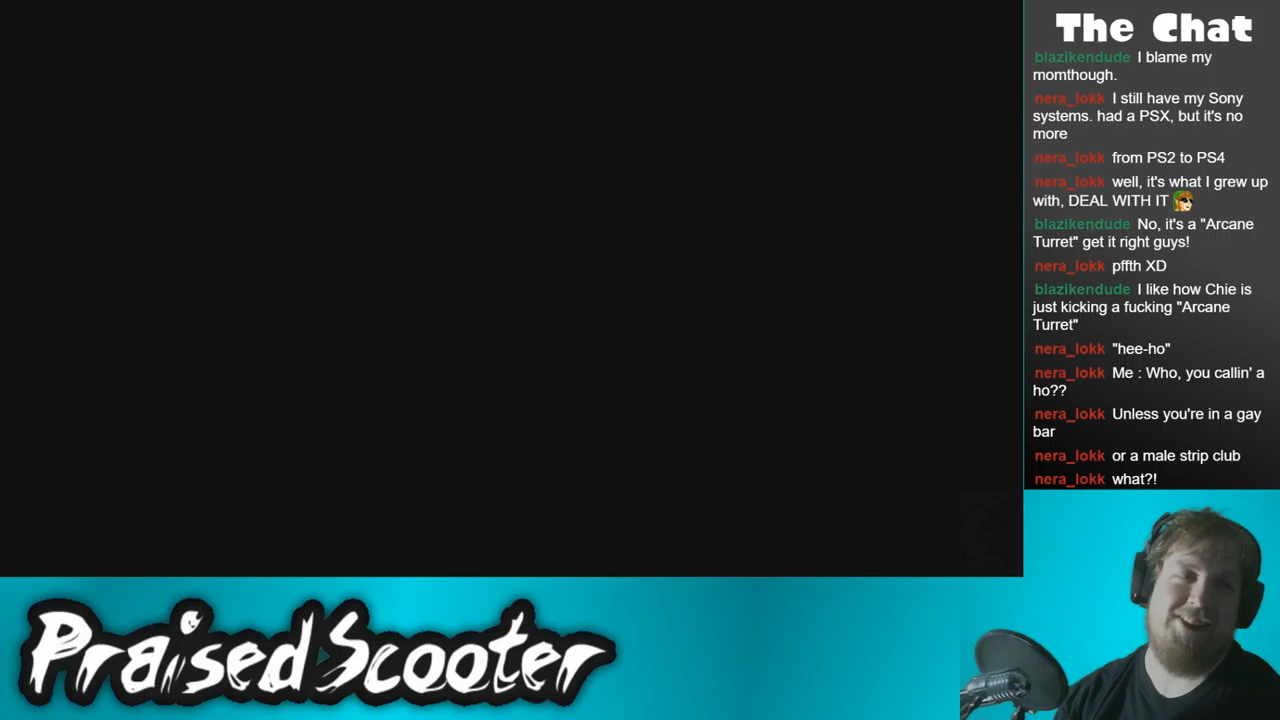 The Chat
blazikendude I blame my
momthough.
nera_lokk I still have my Sony
systems. had a PSX, but it's no
more
nera_lokk from PS2 to PS4
nera_lokk well, it's what I grew up
with, DEAL WITH IT
blazikendude No, it's a "Arcane
Turret" get it right guys!
nera_lokk pffth XD
blazikendude I like how Chie is
just kicking a fucking "Arcane
Turret"
nera_lokk "hee-ho"
nera_lokk Me : Who, you callin' a
ho??
nera_lokk Unless you're in a gay
bar
nera_lokk or a male strip club
nera_lokk what?!
PraisedScooter